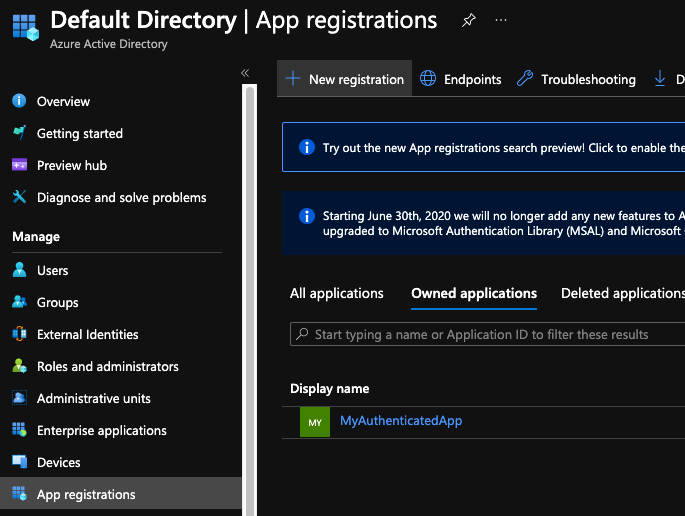 Default Directory | App registrations
Azure Active Directory
Overview
Getting started
Preview hub
Diagnose and solve problems
Manage
Users
Groups
External Identities
Roles and administrators
Administrative units
Enterprise applications
Devices
App registrations
New registration
Endpoints
Troubleshooting
D
Try out the new App registrations search preview! Click to enable the
Starting June 30th, 2020 we will no longer add any new features to A
upgraded to Microsoft Authentication Library (MSAL) and Microsoft
All applications
Owned applications
Deleted applications
Start typing a name or Application ID to filter these results
Display name
MY
MyAuthenticatedApp